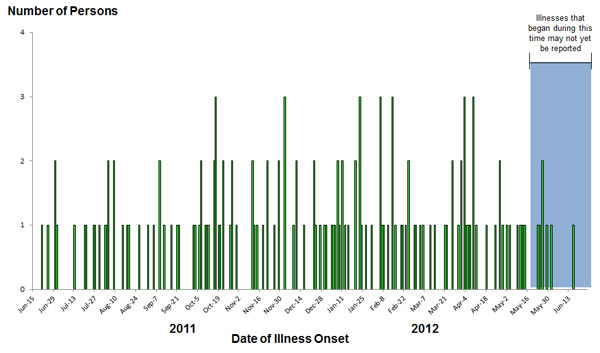 Number of Persons
Illnesses that
began during this
time may not yet
be reported
4
3
2
1
0
Jun-15
Jun-29
Jul-13
Jul-27
Aug-10
Aug-24
Sep-7
Sep-21
Oct-5
Oct-19
Nov-2
Nov-16
Nov-30
Dec-14
Dec-28
Jan-11
Jan-25
Feb-8
Feb-22
Mar-7
Mar-21
Apr-4
Apr-18
May-2
May-16
May-30
Jun-13
2011
2012
Date of Illness Onset